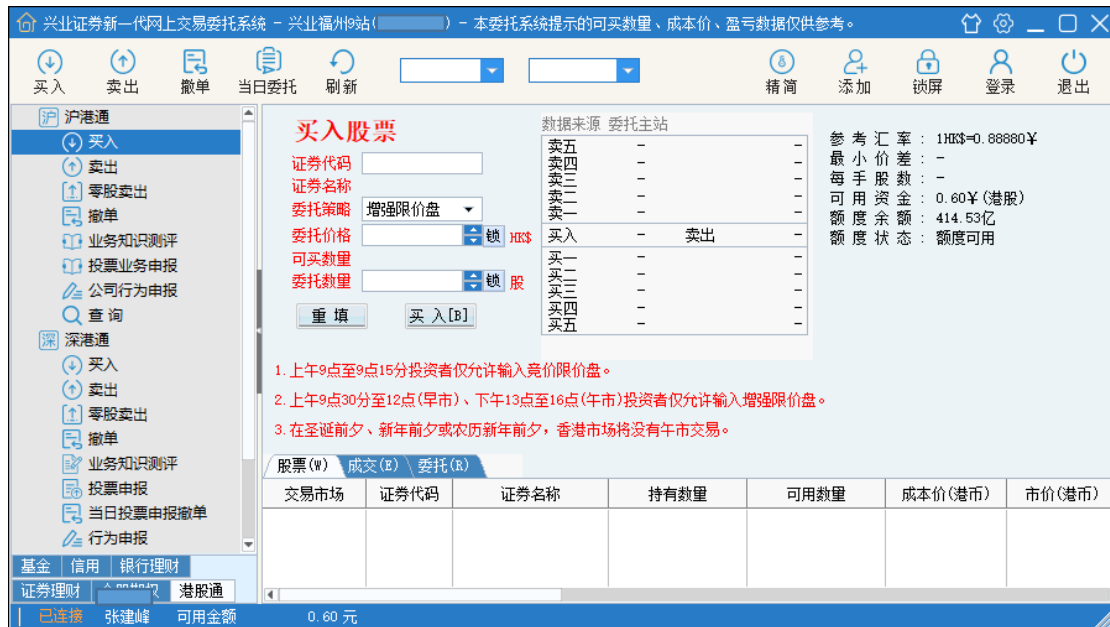 兴业证券新一代网上交易委托系统 - 兴业福州9站( ) - 本委托系统提示的可买数量、成本价、盈亏数据仅供参考。
买入 卖出 撤单 当日委托 刷新 精简 添加 锁屏 登录 退出
沪 沪港通
买入
卖出
零股卖出
撤单
业务知识测评
投票业务申报
公司行为申报
查询
深 深港通
买入
卖出
零股卖出
撤单
业务知识测评
投票申报
当日投票申报撤单
行为申报
基金 信用 银行理财
证券理财 港股通
买入股票
证券代码
证券名称
委托策略 增强限价盘
委托价格 锁 HK$
可买数量
委托数量 锁 股
重填 买入[B]
数据来源 委托主站
卖五 - -
卖四 - -
卖三 - -
卖二 - -
卖一 - -
买入 - 卖出 -
买一 - -
买二 - -
买三 - -
买四 - -
买五 - -
参考汇率: 1HK$=0.88880¥
最小价差: -
每手股数: -
可用资金: 0.60¥(港股)
额度余额: 414.53亿
额度状态: 额度可用
1.上午9点至9点15分投资者仅允许输入竞价限价盘。
2.上午9点30分至12点(早市)、下午13点至16点(午市)投资者仅允许输入增强限价盘。
3.在圣诞前夕、新年前夕或农历新年前夕，香港市场将没有午市交易。
股票(W) 成交(E) 委托(R)
交易市场 证券代码 证券名称 持有数量 可用数量 成本价(港币) 市价(港币)
已连接 张建峰 可用金额 0.60 元